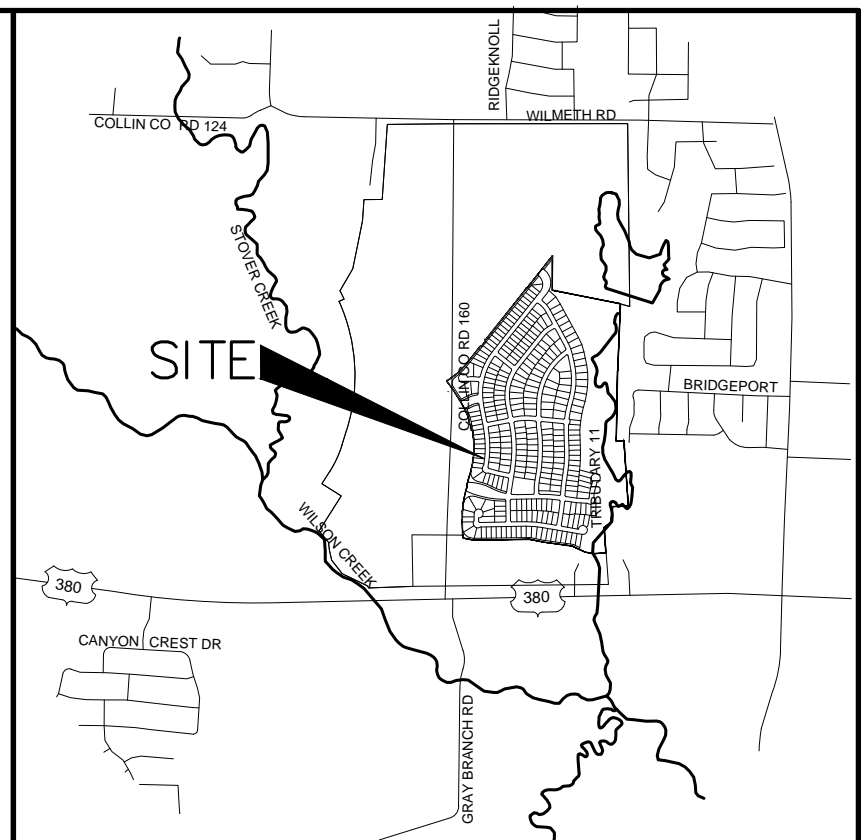 RIDGEKNOLL
COLLIN CO RD 124
WILMETH RD
STOVER CREEK
COLLIN CO RD 160
SITE
BRIDGEPORT
TRIBUTARY 11
WILSON CREEK
380
380
CANYON CREST DR
GRAY BRANCH RD